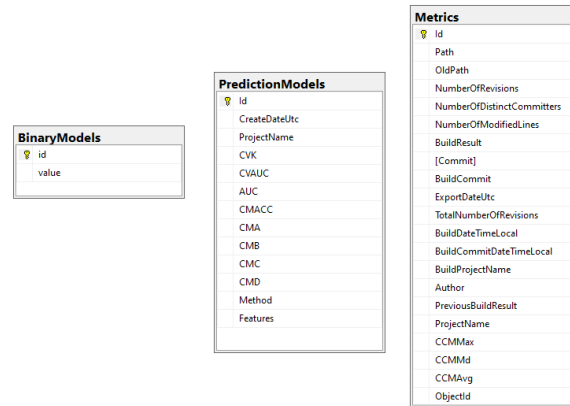 BinaryModels
id
value
PredictionModels
Id
CreateDateUtc
ProjectName
CVK
CVAUC
AUC
CMACC
CMA
CMB
CMC
CMD
Method
Features
Metrics
Id
Path
OldPath
NumberOfRevisions
NumberOfDistinctCommitters
NumberOfModifiedLines
BuildResult
[Commit]
BuildCommit
ExportDateUtc
TotalNumberOfRevisions
BuildDateTimeLocal
BuildCommitDateTimeLocal
BuildProjectName
Author
PreviousBuildResult
ProjectName
CCMMax
CCMMd
CCMAvg
ObjectId